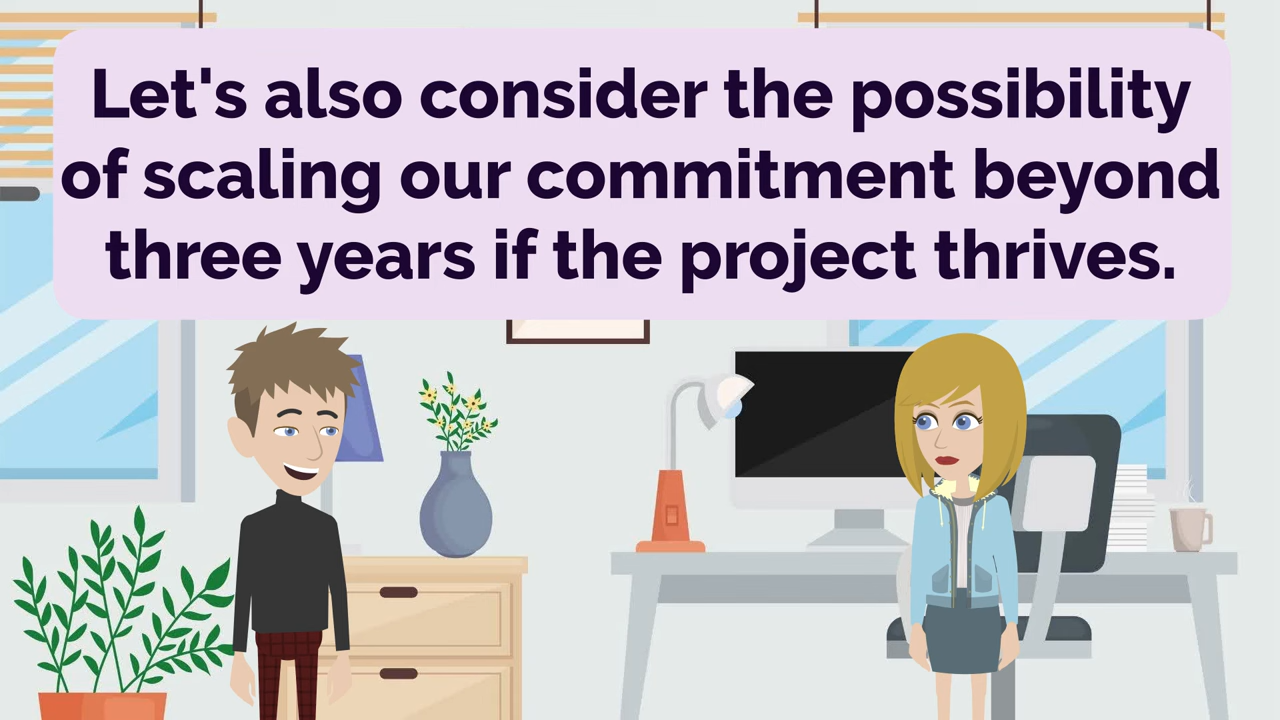 Let's also consider the possibility
of scaling our commitment beyond
three years if the project thrives.